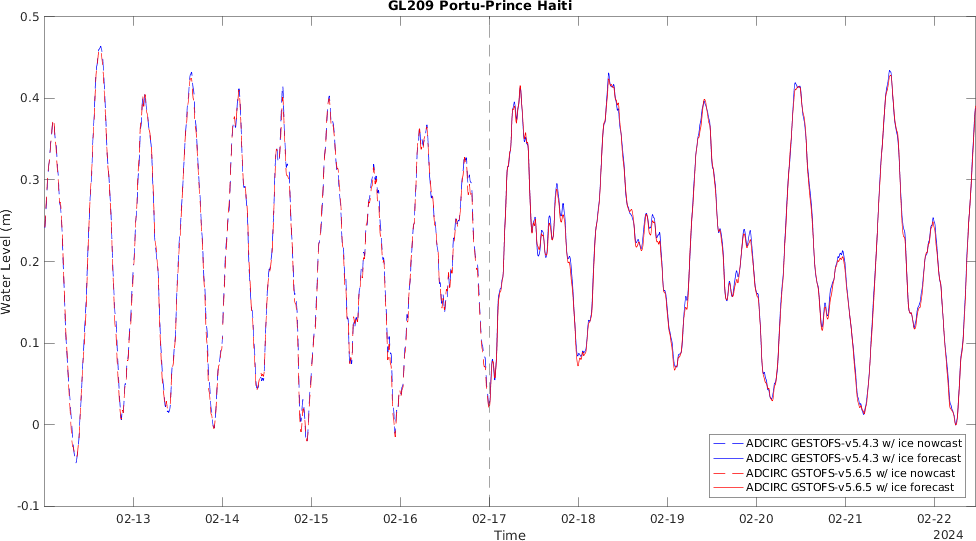 GL209 Portu-Prince Haiti
Water Level (m)
0.5
0.4
0.3
0.2
0.1
0
-0.1
02-13 02-14 02-15 02-16 02-17 02-18 02-19 02-20 02-21 02-22
Time
2024
ADCIRC GESTOFS-v5.4.3 w/ ice nowcast
ADCIRC GESTOFS-v5.4.3 w/ ice forecast
ADCIRC GSTOFS-v5.6.5 w/ ice nowcast
ADCIRC GSTOFS-v5.6.5 w/ ice forecast